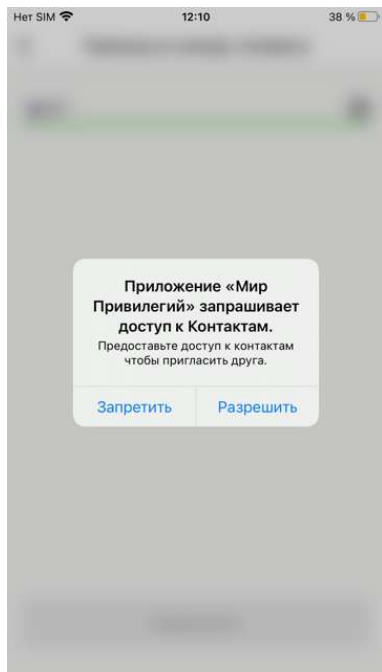 Нет SIM 12:10 38 %
Приложение «Мир
Привилегий» запрашивает
доступ к Контактам.
Предоставьте доступ к контактам
чтобы пригласить друга.
Запретить Разрешить